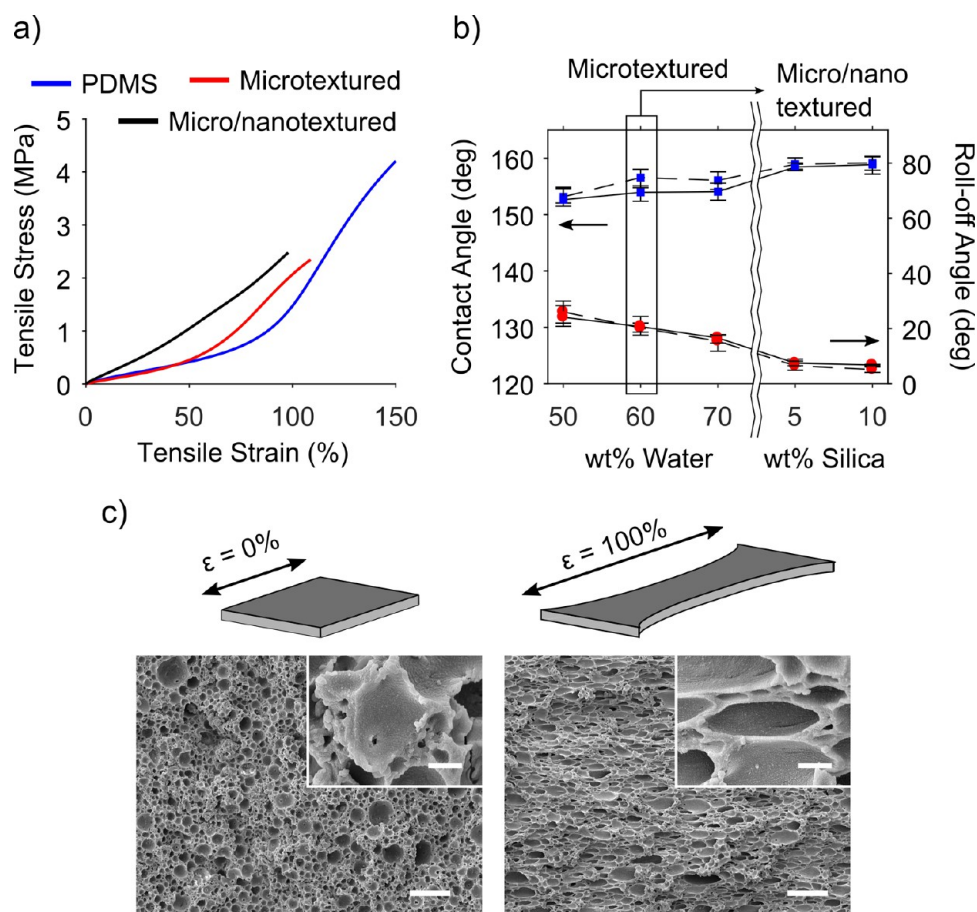 a)
PDMS
Microtextured
Micro/nanotextured
Tensile Stress (MPa)
5
4
3
2
1
0
0
50
100
150
Tensile Strain (%)
b)
Microtextured
Micro/nano
textured
Contact Angle (deg)
160
150
140
130
120
Roll-off Angle (deg)
80
60
40
20
0
50
60
70
5
10
wt% Water
wt% Silica
c)
ε = 0%
ε = 100%